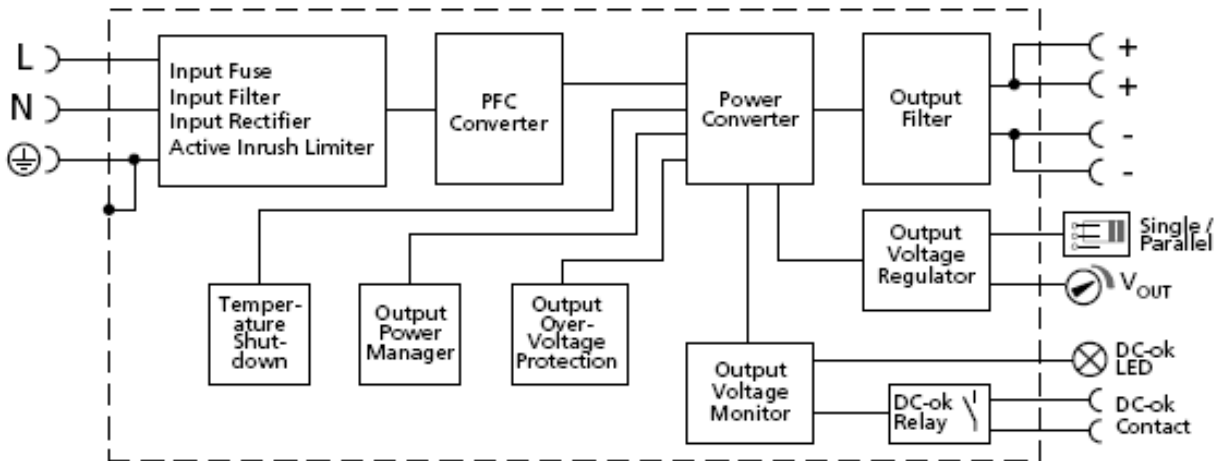 L
N
Input Fuse
Input Filter
Input Rectifier
Active Inrush Limiter
PFC
Converter
Power
Converter
Output
Filter
+
+
-
-
Output
Voltage
Regulator
Single /
Parallel
VOUT
Temper-
ature
Shut-
down
Output
Power
Manager
Output
Over-
Voltage
Protection
Output
Voltage
Monitor
DC-ok
LED
DC-ok
Relay
DC-ok
Contact